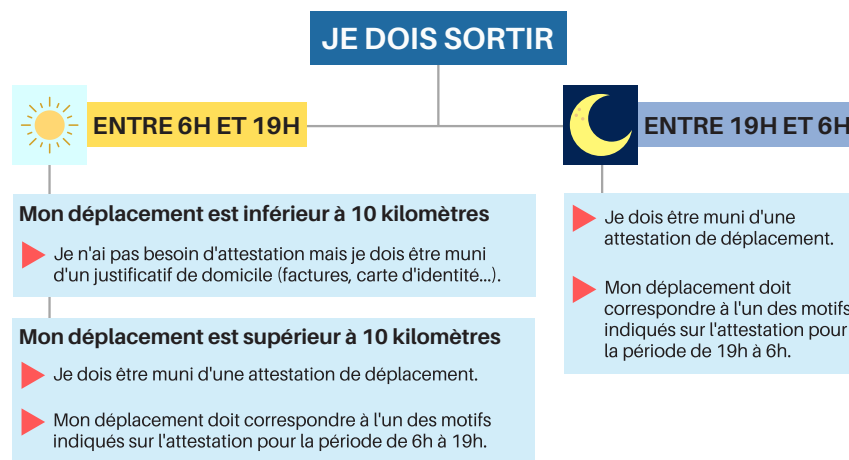 JE DOIS SORTIR
ENTRE 6H ET 19H
Mon déplacement est inférieur à 10 kilomètres
Je n'ai pas besoin d'attestation mais je dois être muni
d'un justificatif de domicile (factures, carte d'identité...).
Mon déplacement est supérieur à 10 kilomètres
Je dois être muni d'une attestation de déplacement.
Mon déplacement doit correspondre à l'un des motifs
indiqués sur l'attestation pour la période de 6h à 19h.
ENTRE 19H ET 6H
Je dois être muni d'une
attestation de déplacement.
Mon déplacement doit
correspondre à l'un des motifs
indiqués sur l'attestation pour
la période de 19h à 6h.